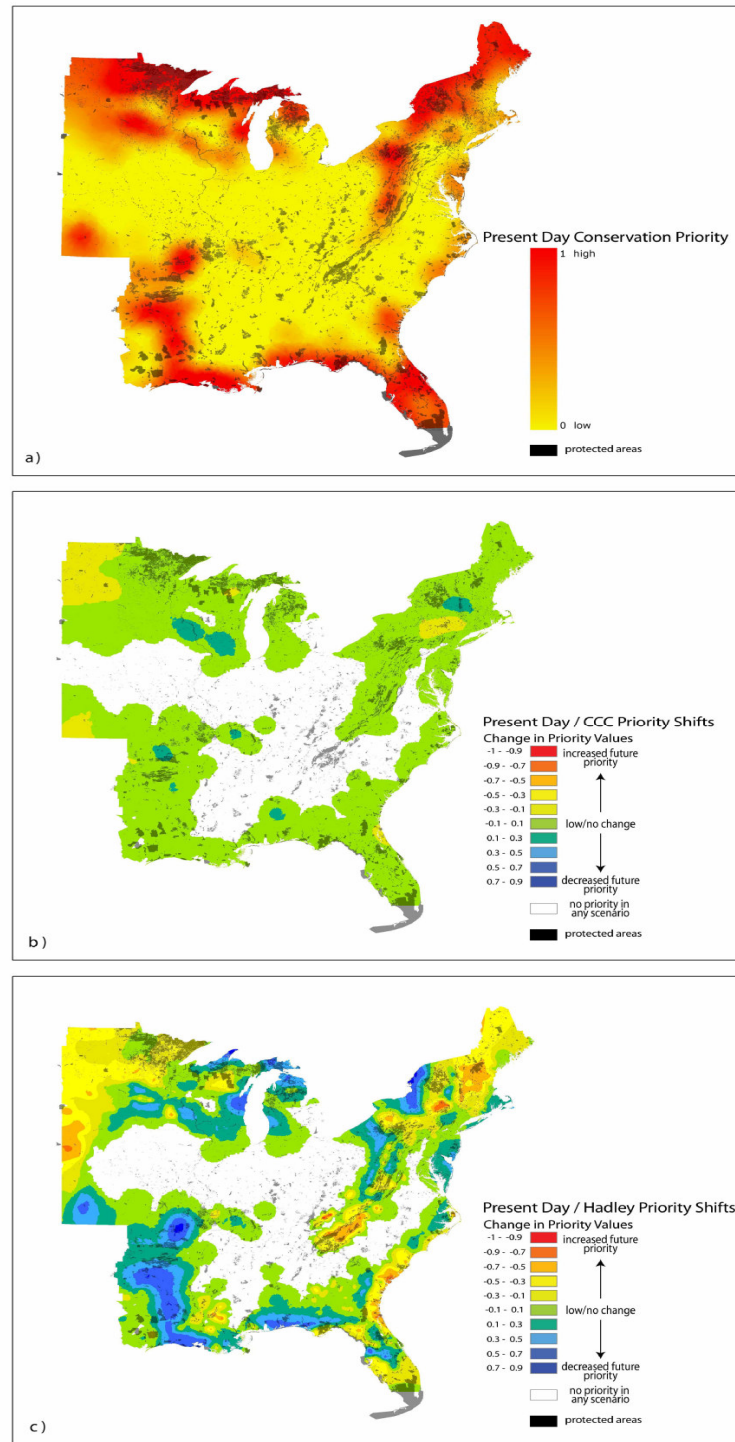 Present Day Conservation Priority
1 high
0 low
protected areas
a )
Present Day / CCC Priority Shifts
Change in Priority Values
-1 - -0.9
-0.9 - -0.7
-0.7 - -0.5
-0.5 - -0.3
-0.3 - -0.1
-0.1 - 0.1
0.1 - 0.3
0.3 - 0.5
0.5 - 0.7
0.7 - 0.9
increased future
priority
low/no change
decreased future
priority
no priority in
any scenario
protected areas
b )
Present Day / Hadley Priority Shifts
Change in Priority Values
-1 - -0.9
-0.9 - -0.7
-0.7 - -0.5
-0.5 - -0.3
-0.3 - -0.1
-0.1 - 0.1
0.1 - 0.3
0.3 - 0.5
0.5 - 0.7
0.7 - 0.9
increased future
priority
low/no change
decreased future
priority
no priority in
any scenario
protected areas
c )